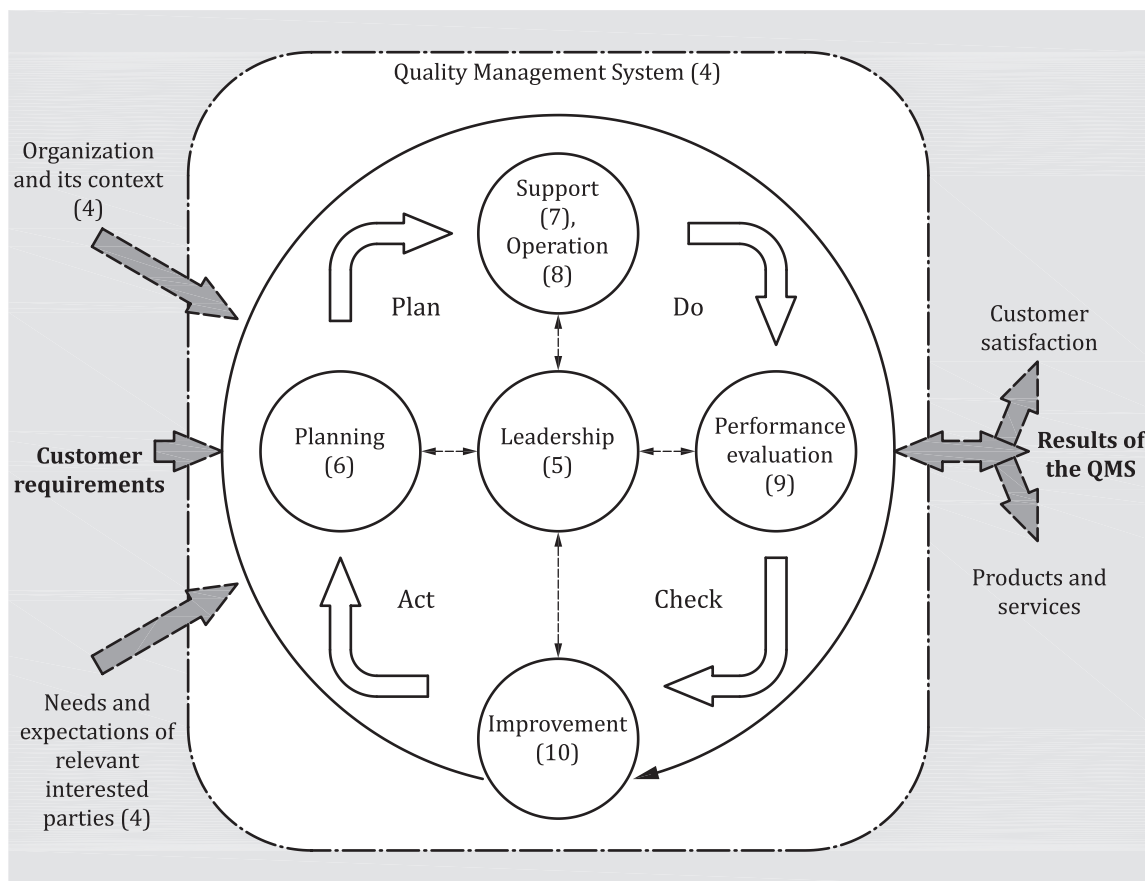 Quality Management System (4)
Organization
and its context
(4)
Support
(7),
Operation
(8)
Plan
Do
Customer
satisfaction
Customer
requirements
Planning
(6)
Leadership
(5)
Performance
evaluation
(9)
Results of
the QMS
Act
Check
Products and
services
Needs and
expectations of
relevant
interested
parties (4)
Improvement
(10)